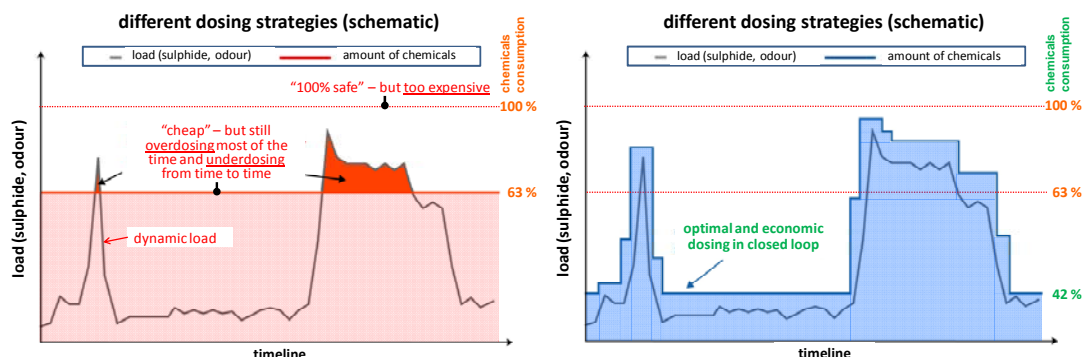 different dosing strategies (schematic)
load (sulphide, odour)
amount of chemicals
chemicals
consumption
"100% safe" – but too expensive
100 %
"cheap" – but still
overdosing most of the
time and underdosing
from time to time
63 %
dynamic load
load (sulphide, odour)
timeline
different dosing strategies (schematic)
load (sulphide, odour)
amount of chemicals
chemicals
consumption
100 %
63 %
optimal and economic
dosing in closed loop
42 %
load (sulphide, odour)
timeline